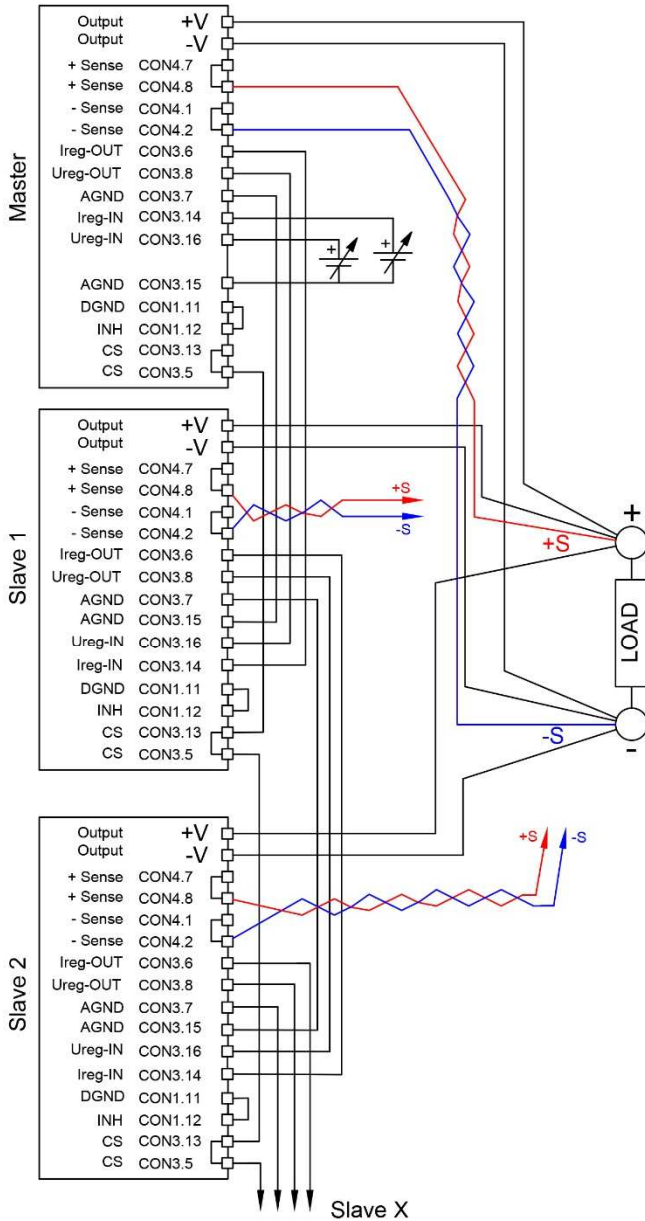 Master
Output +V
Output -V
+ Sense CON4.7
+ Sense CON4.8
- Sense CON4.1
- Sense CON4.2
Ireg-OUT CON3.6
Ureg-OUT CON3.8
AGND CON3.7
Ireg-IN CON3.14
Ureg-IN CON3.16
+ +
AGND CON3.15
DGND CON1.11
INH CON1.12
CS CON3.13
CS CON3.5
Slave 1
Output +V
Output -V
+ Sense CON4.7
+ Sense CON4.8
- Sense CON4.1
- Sense CON4.2
Ireg-OUT CON3.6
Ureg-OUT CON3.8
AGND CON3.7
AGND CON3.15
Ureg-IN CON3.16
Ireg-IN CON3.14
DGND CON1.11
INH CON1.12
CS CON3.13
CS CON3.5
+S
-S
+
+S
LOAD
-S
-
Slave 2
Output +V
Output -V
+ Sense CON4.7
+ Sense CON4.8
- Sense CON4.1
- Sense CON4.2
Ireg-OUT CON3.6
Ureg-OUT CON3.8
AGND CON3.7
AGND CON3.15
Ureg-IN CON3.16
Ireg-IN CON3.14
DGND CON1.11
INH CON1.12
CS CON3.13
CS CON3.5
+S -S
Slave X